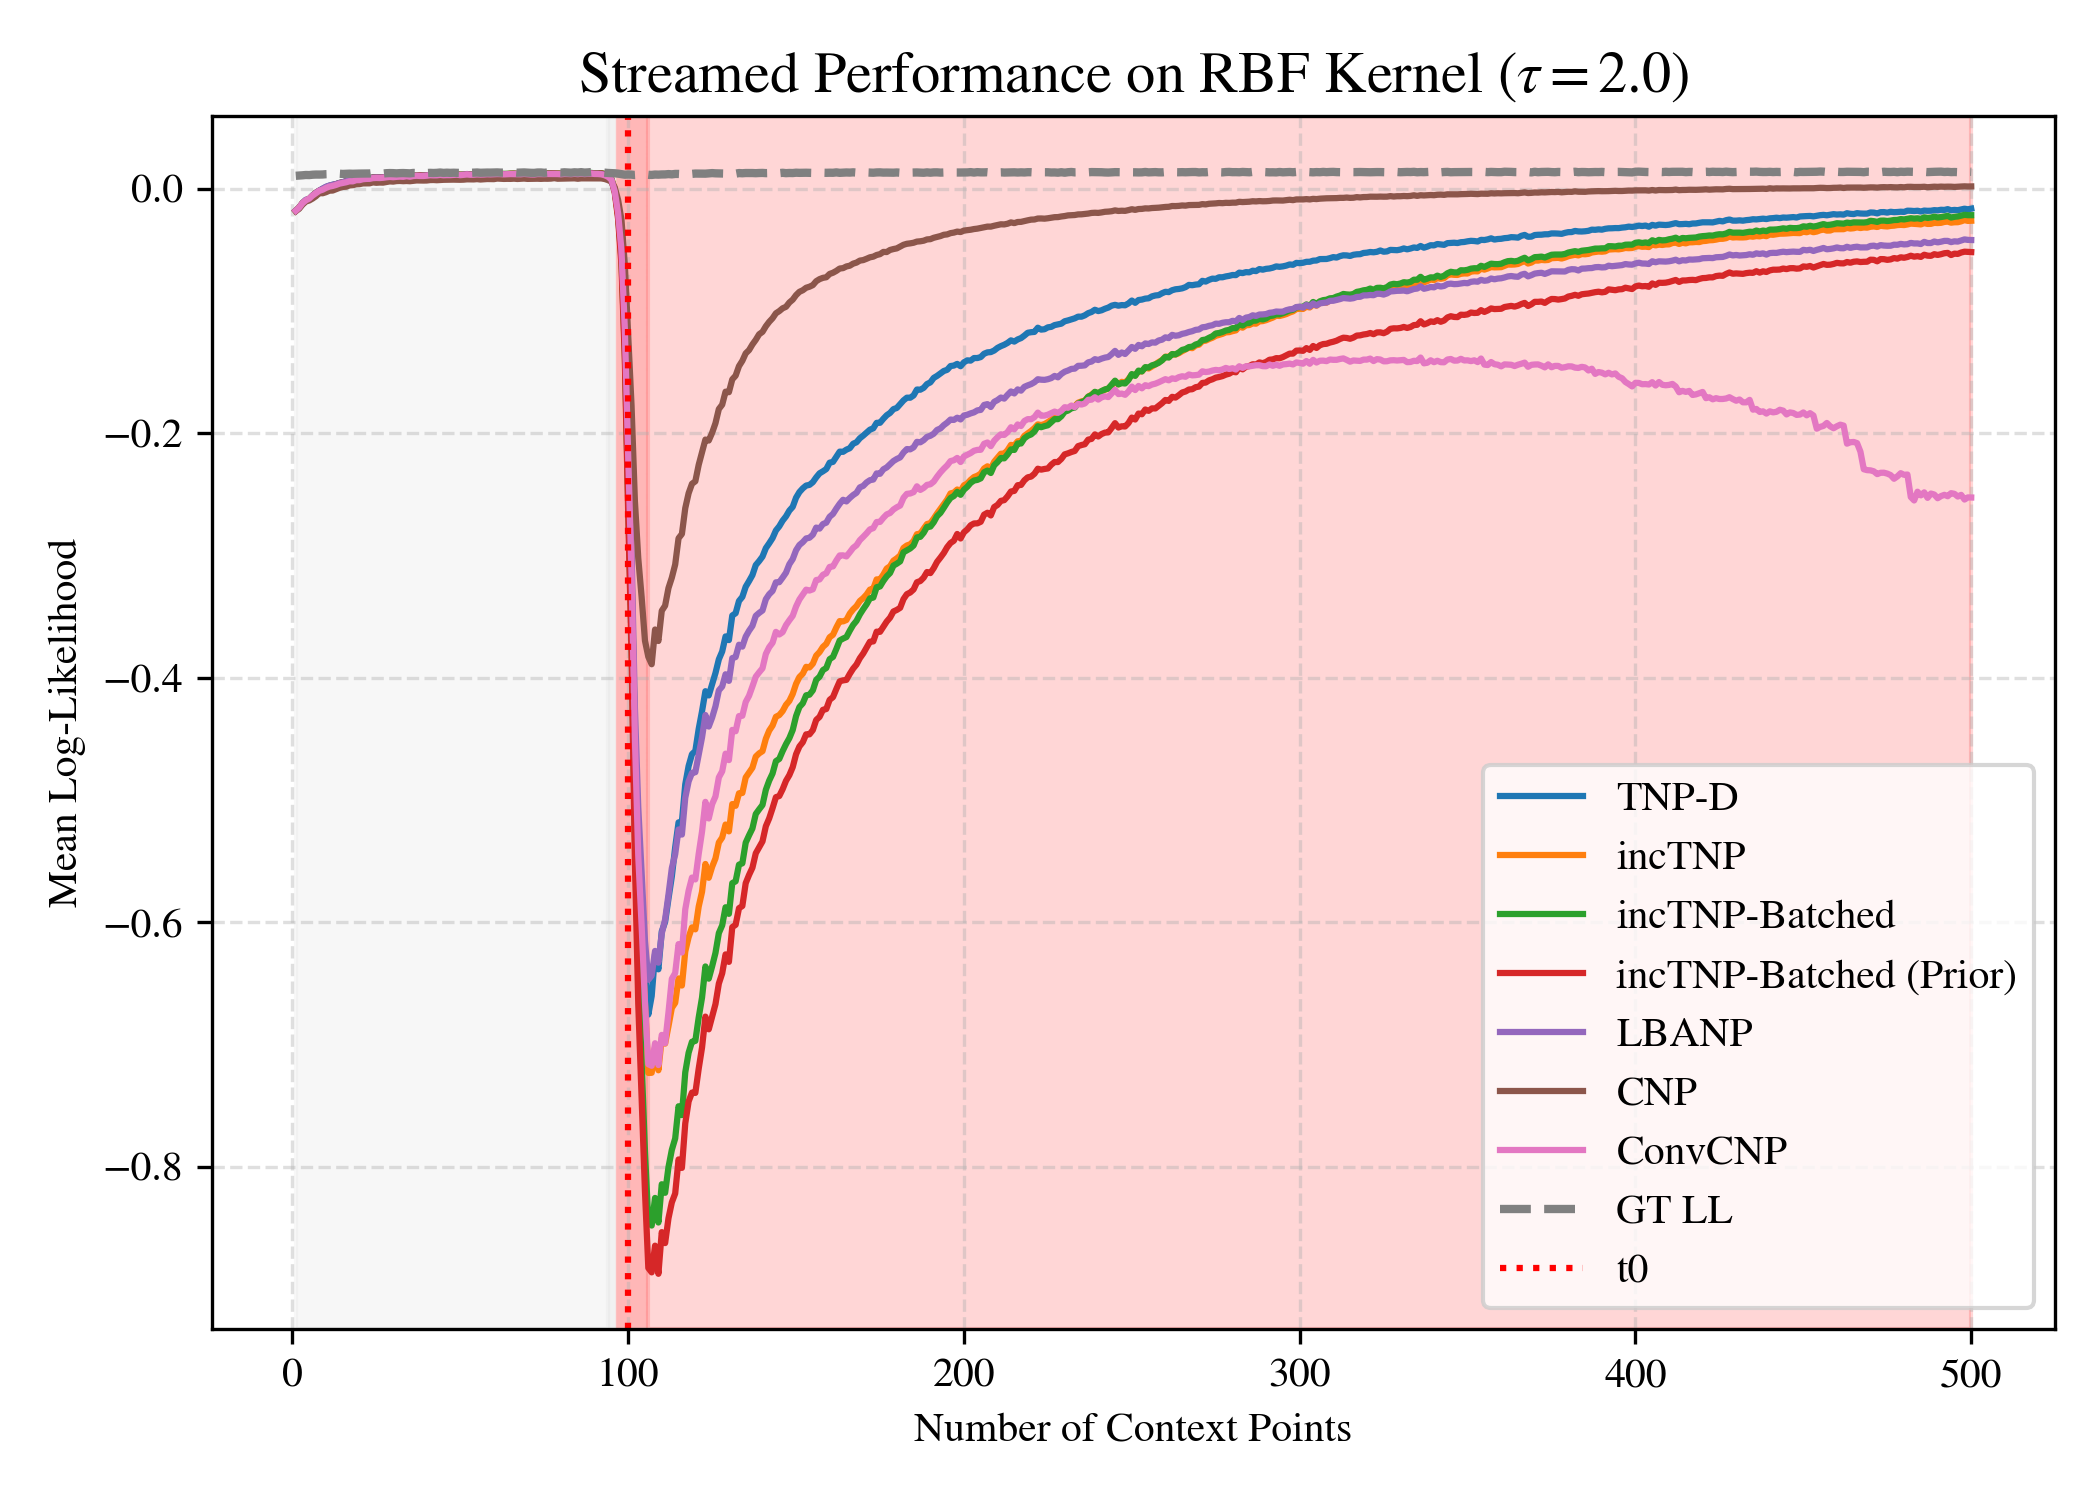 Streamed Performance on RBF Kernel (τ = 2.0)
Mean Log-Likelihood
0.0
−0.2
−0.4
−0.6
−0.8
TNP-D
incTNP
incTNP-Batched
incTNP-Batched (Prior)
LBANP
CNP
ConvCNP
GT LL
t0
0 100 200 300 400 500
Number of Context Points